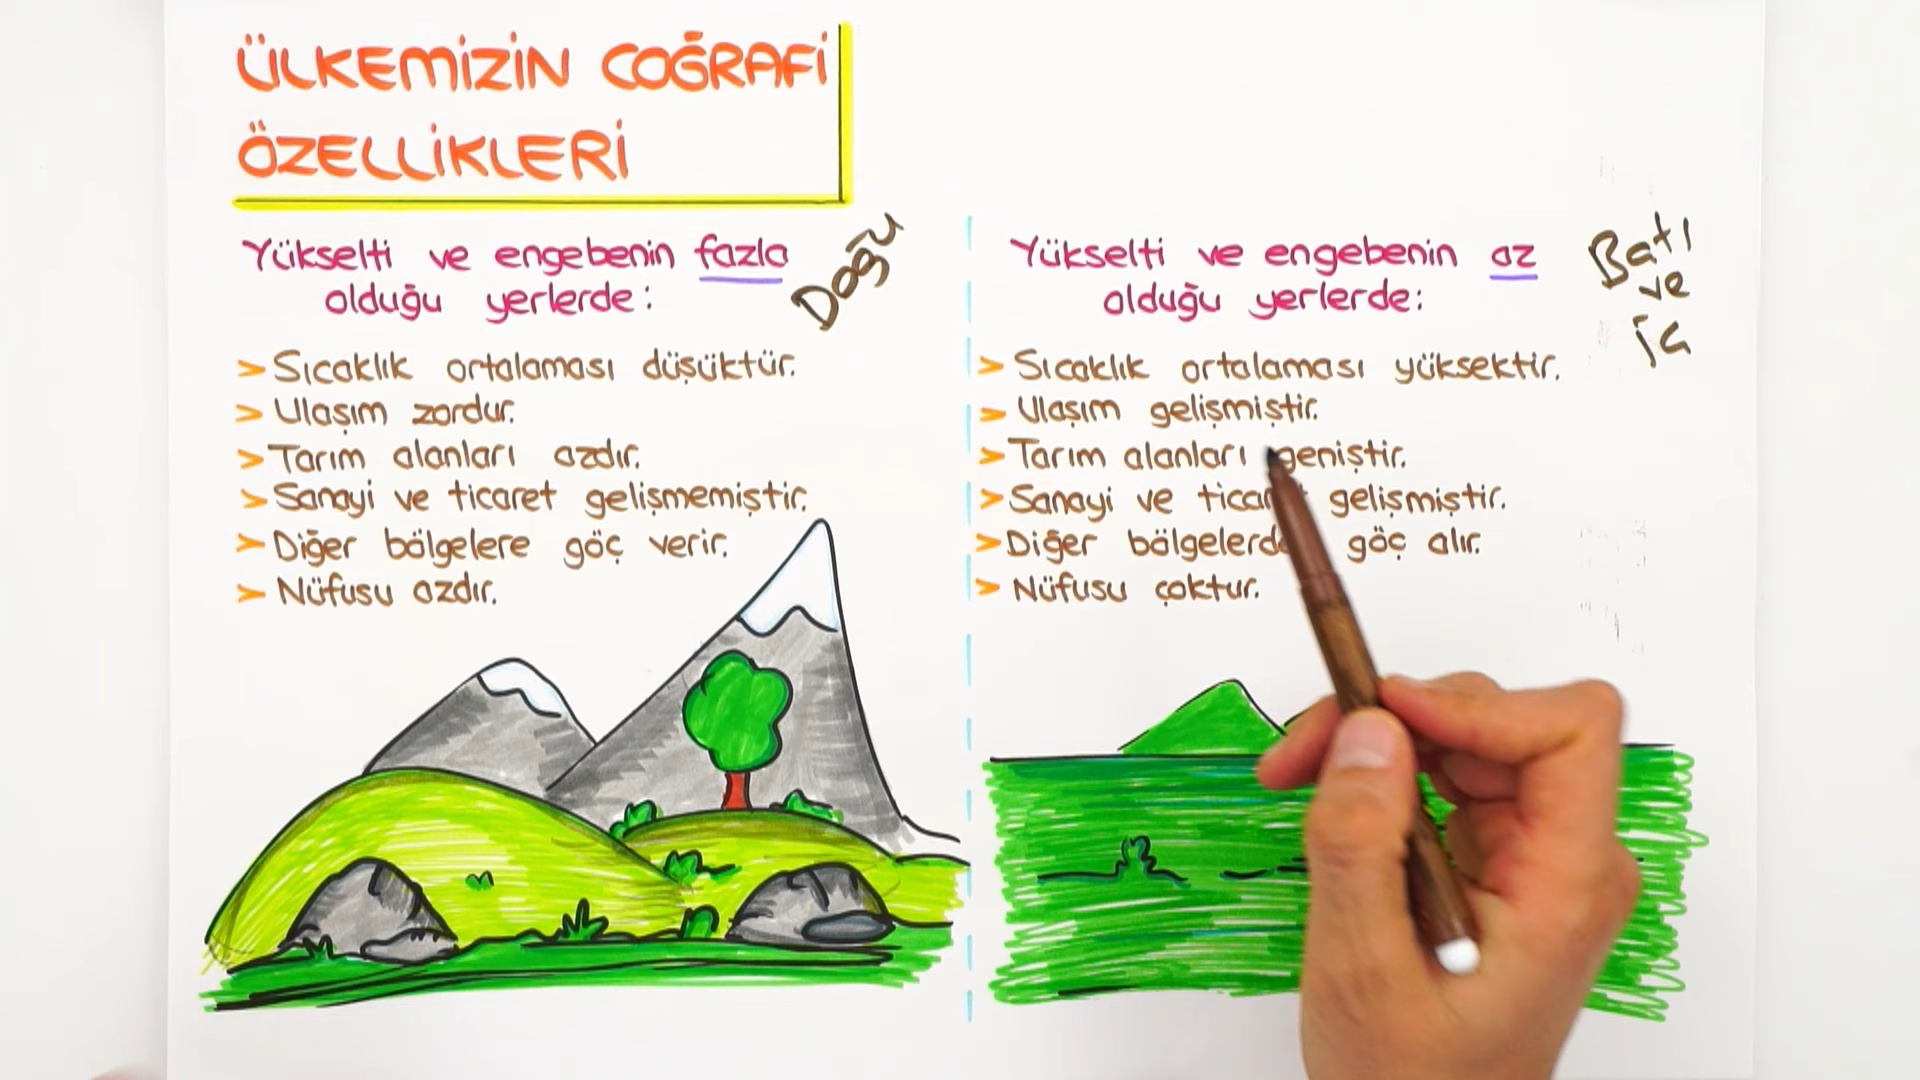 ÜLKEMİZİN COĞRAFİ
ÖZELLİKLERİ
Yükselti ve engebenin fazla
olduğu yerlerde:
Doğu
> Sıcaklık ortalaması düşüktür.
> Ulaşım zordur.
> Tarım alanları azdır.
> Sanayi ve ticaret gelişmemiştir.
> Diğer bölgelere göç verir.
> Nüfusu azdır.
Yükselti ve engebenin az
olduğu yerlerde:
Batı
ve
iç
> Sıcaklık ortalaması yüksektir.
> Ulaşım gelişmiştir.
> Tarım alanları geniştir.
> Sanayi ve gelişmiştir.
> Diğer göç alır.
> Nüfusu çoktur.